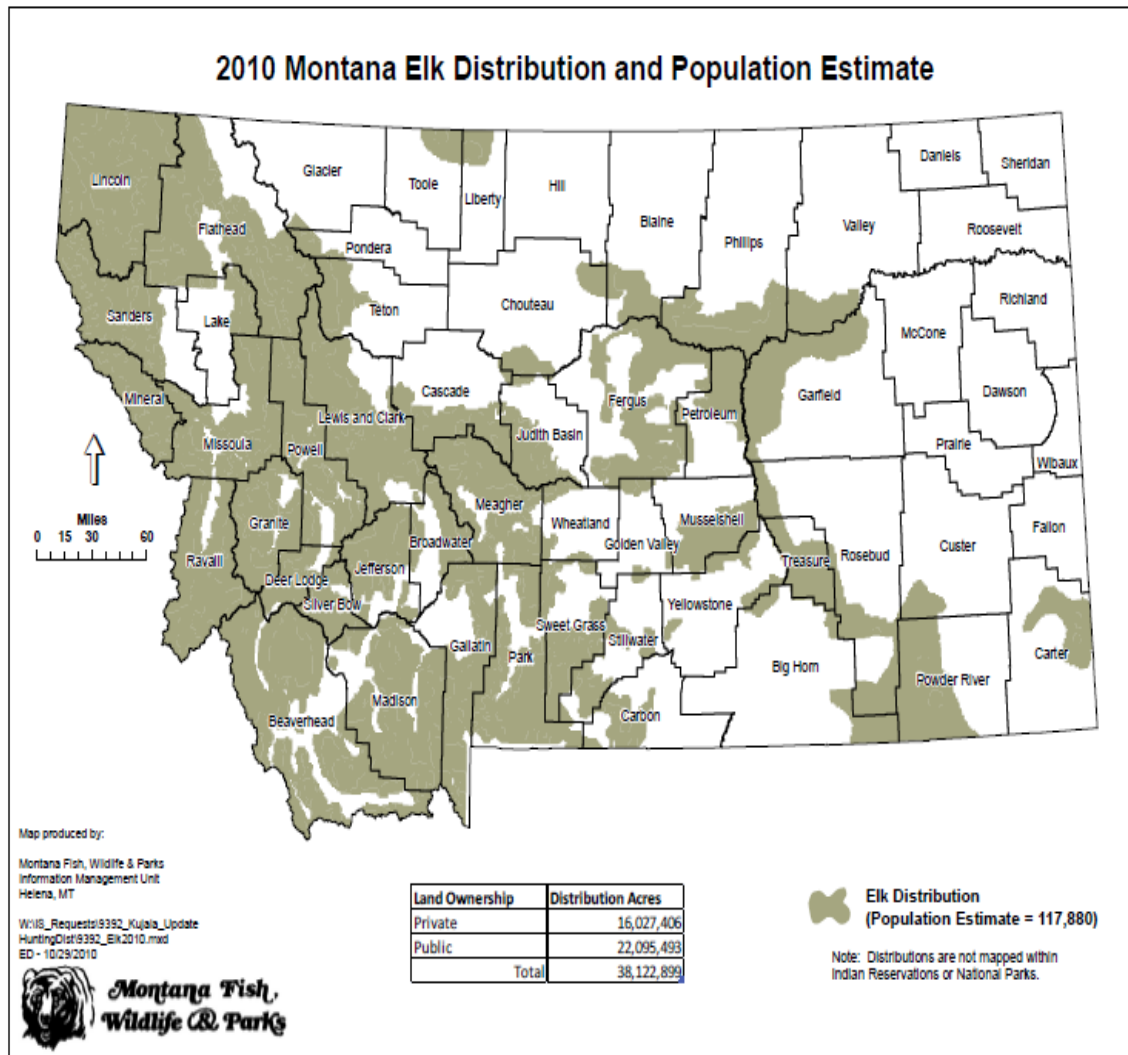 2010 Montana Elk Distribution and Population Estimate
Lincoln
Flathead
Glacier
Toole
Liberty
Hill
Blaine
Phillips
Valley
Daniels
Sheridan
Roosevelt
Pondera
Teton
Chouteau
Sanders
Lake
McCone
Richland
Mineral
Missoula
Powell
Lewis and Clark
Cascade
Judith Basin
Fergus
Petroleum
Garfield
Dawson
Prairie
Wibaux
Ravalli
Granite
Deer Lodge
Silver Bow
Jefferson
Broadwater
Meagher
Wheatland
Golden Valley
Musselshell
Treasure
Rosebud
Custer
Fallon
Beaverhead
Madison
Gallatin
Park
Sweet Grass
Stillwater
Yellowstone
Carbon
Big Horn
Powder River
Carter
Miles
0 15 30 60
Map produced by:
Montana Fish, Wildlife & Parks
Information Management Unit
Helena, MT
W:\IS_Requests\9392_Kujala_Update
HuntingDist\9392_Elk2010.mxd
ED - 10/29/2010
Montana Fish,
Wildlife & Parks
Land Ownership Distribution Acres
Private 16,027,406
Public 22,095,493
Total 38,122,899
Elk Distribution
(Population Estimate = 117,880)
Note: Distributions are not mapped within
Indian Reservations or National Parks.